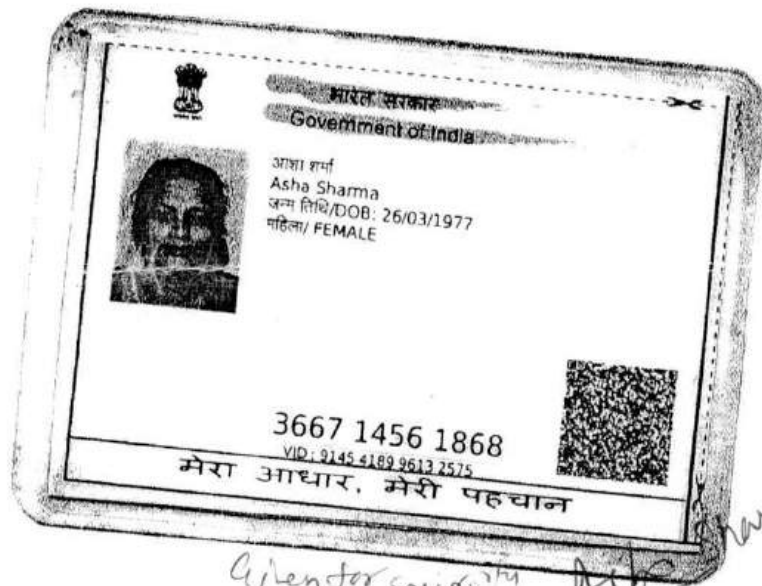 भारत सरकार
Government of India
आशा शर्मा
Asha Sharma
जन्म तिथि/DOB: 26/03/1977
महिला/ FEMALE
3667 1456 1868
VID: 9145 4189 9613 2575
मेरा आधार, मेरी पहचान